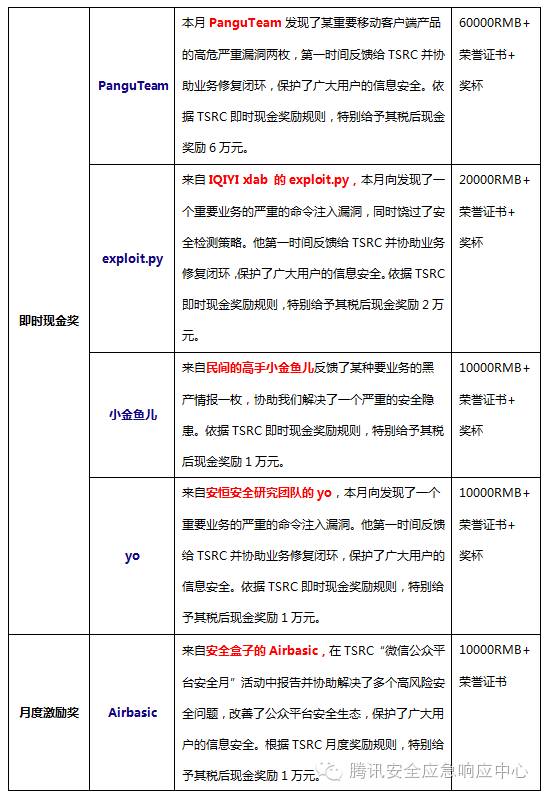 即时现金奖
PanguTeam
本月 PanguTeam 发现了某重要移动客户端产品
的高危严重漏洞两枚，第一时间反馈给 TSRC 并协
助业务修复闭环，保护了广大用户的信息安全。依
据 TSRC 即时现金奖励规则，特别给予其税后现金
奖励 6 万元。
60000RMB+
荣誉证书+
奖杯
exploit.py
来自 IQIYI xlab 的 exploit.py，本月向发现了一
个重要业务的严重的命令注入漏洞，同时饶过了安
全检测策略。他第一时间反馈给 TSRC 并协助业务
修复闭环，保护了广大用户的信息安全。依据 TSRC
即时现金奖励规则，特别给予其税后现金奖励 2 万
元。
20000RMB+
荣誉证书+
奖杯
小金鱼儿
来自民间的高手小金鱼儿反馈了某种要业务的黑
产情报一枚，协助我们解决了一个严重的安全隐
患。依据 TSRC 即时现金奖励规则，特别给予其税
后现金奖励 1 万元。
10000RMB+
荣誉证书+
奖杯
yo
来自安恒安全研究团队的 yo，本月向发现了一个
重要业务的严重的命令注入漏洞。他第一时间反馈
给 TSRC 并协助业务修复闭环，保护了广大用户的
信息安全。依据 TSRC 即时现金奖励规则，特别给
予其税后现金奖励 1 万元。
10000RMB+
荣誉证书+
奖杯
月度激励奖
Airbasic
来自安全盒子的 Airbasic，在 TSRC“微信公众平
台安全月”活动中报告并协助解决了多个高风险安
全问题，改善了公众平台安全生态，保护了广大用
户的信息安全。根据 TSRC 月度奖励规则，特别给
予其税后现金奖励 1 万元。
10000RMB+
荣誉证书
腾讯安全应急响应中心